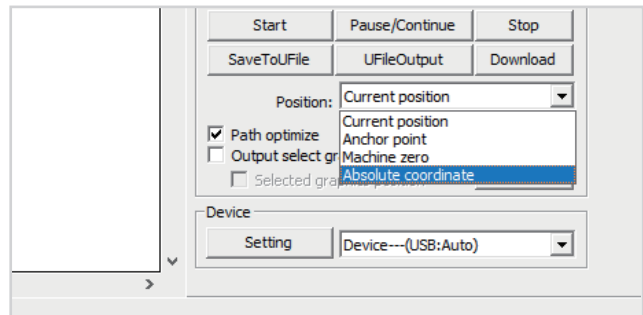 Start Pause/Continue Stop
SaveToUFile UFileOutput Download
Position: Current position
Current position
Path optimize Anchor point
Output select gr Machine zero
Selected gra Absolute coordinate
Device
Setting Device---(USB:Auto)